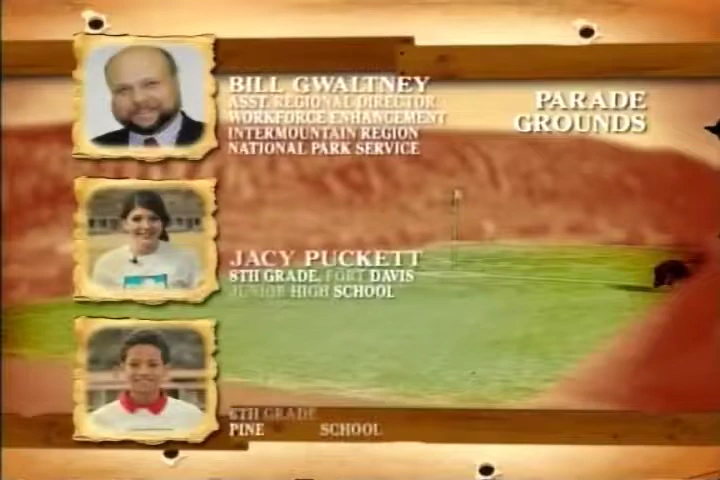 BILL GWALTNEY
ASST. REGIONAL DIRECTOR
WORKFORCE ENHANCEMENT
INTERMOUNTAIN REGION
NATIONAL PARK SERVICE
PARADE
GROUNDS
JACY PUCKETT
8TH GRADE, FORT DAVIS
JUNIOR HIGH SCHOOL
6TH GRADE
PINE SCHOOL